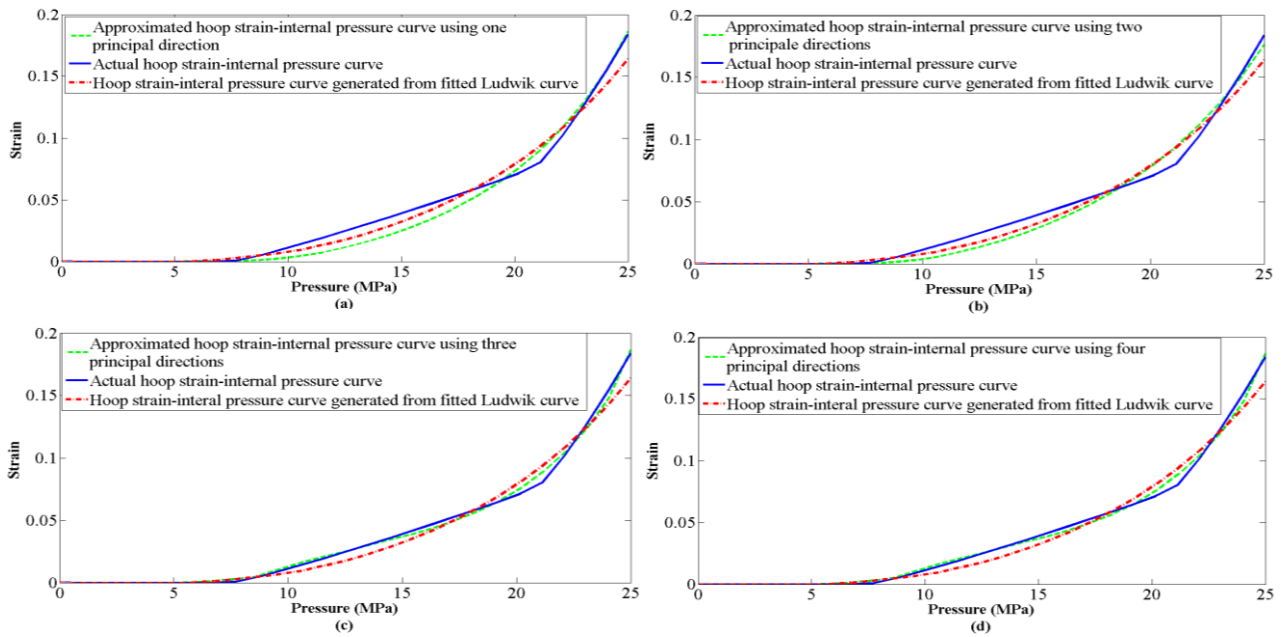 0.2
Approximated hoop strain-internal pressure curve using one
principal direction
Actual hoop strain-internal pressure curve
Hoop strain-interal pressure curve generated from fitted Ludwik curve
0.15
0.1
0.05
0
Strain
0 5 10 15 20 25
Pressure (MPa)
(a)
0.2
Approximated hoop strain-internal pressure curve using two
principale directions
Actual hoop strain-internal pressure curve
Hoop strain-interal pressure curve generated from fitted Ludwik curve
0.15
0.1
0.05
0
Strain
0 5 10 15 20 25
Pressure (MPa)
(b)
0.2
Approximated hoop strain-internal pressure curve using three
principal directions
Actual hoop strain-internal pressure curve
Hoop strain-interal pressure curve generated from fitted Ludwik curve
0.15
0.1
0.05
0
Strain
0 5 10 15 20 25
Pressure (MPa)
(c)
0.2
Approximated hoop strain-internal pressure curve using four
principal directions
Actual hoop strain-internal pressure curve
Hoop strain-interal pressure curve generated from fitted Ludwik curve
0.15
0.1
0.05
0
Strain
0 5 10 15 20 25
Pressure (MPa)
(d)